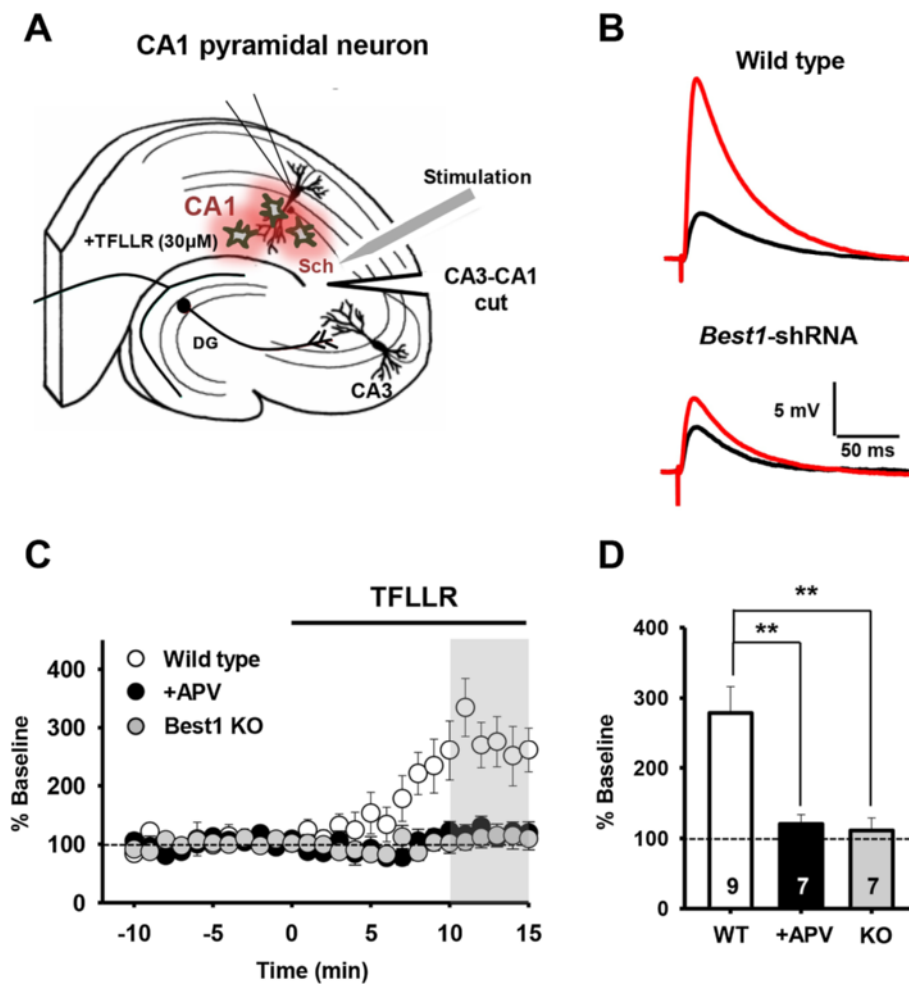 A
CA1 pyramidal neuron
Stimulation
CA1
+TFLLR (30µM)
Sch
CA3-CA1
cut
DG
CA3
B
Wild type
Best1-shRNA
5 mV
50 ms
C
TFLLR
Wild type
+APV
Best1 KO
% Baseline
400
300
200
100
0
-10
-5
0
5
10
15
Time (min)
D
**
**
% Baseline
400
300
200
100
0
9
7
7
WT
+APV
KO